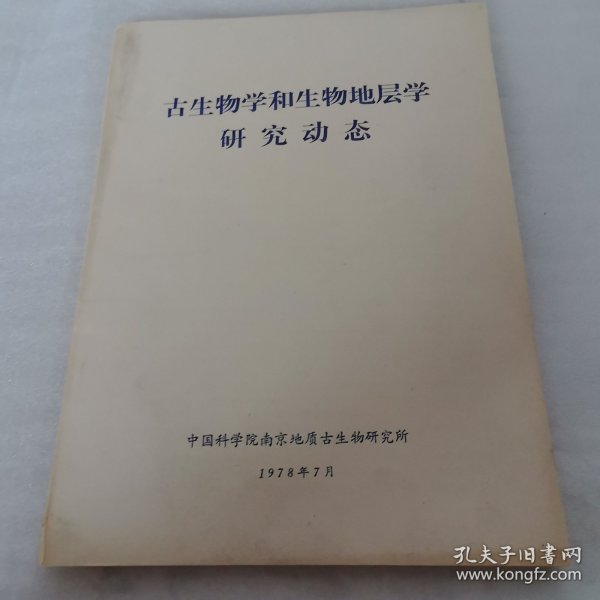 古生物学和生物地层学
研究动态
中国科学院南京地质古生物研究所
1978年7月
孔夫子旧书网
www.kongfz.com